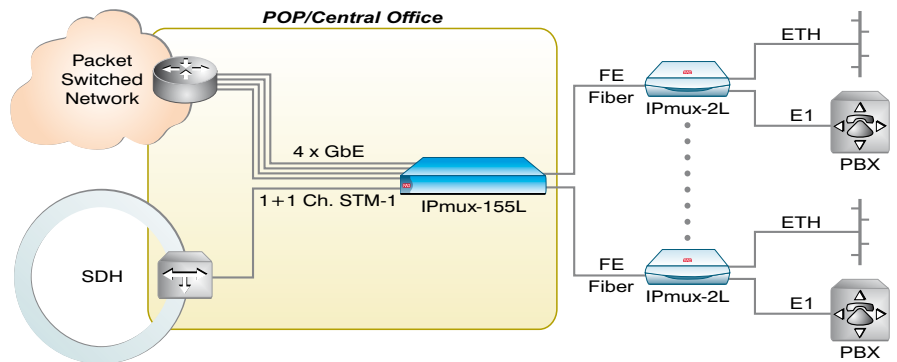 POP/Central Office
Packet
Switched
Network
4 x GbE
1+1 Ch. STM-1
IPmux-155L
SDH
FE
Fiber
IPmux-2L
ETH
E1
PBX
FE
Fiber
IPmux-2L
ETH
E1
PBX